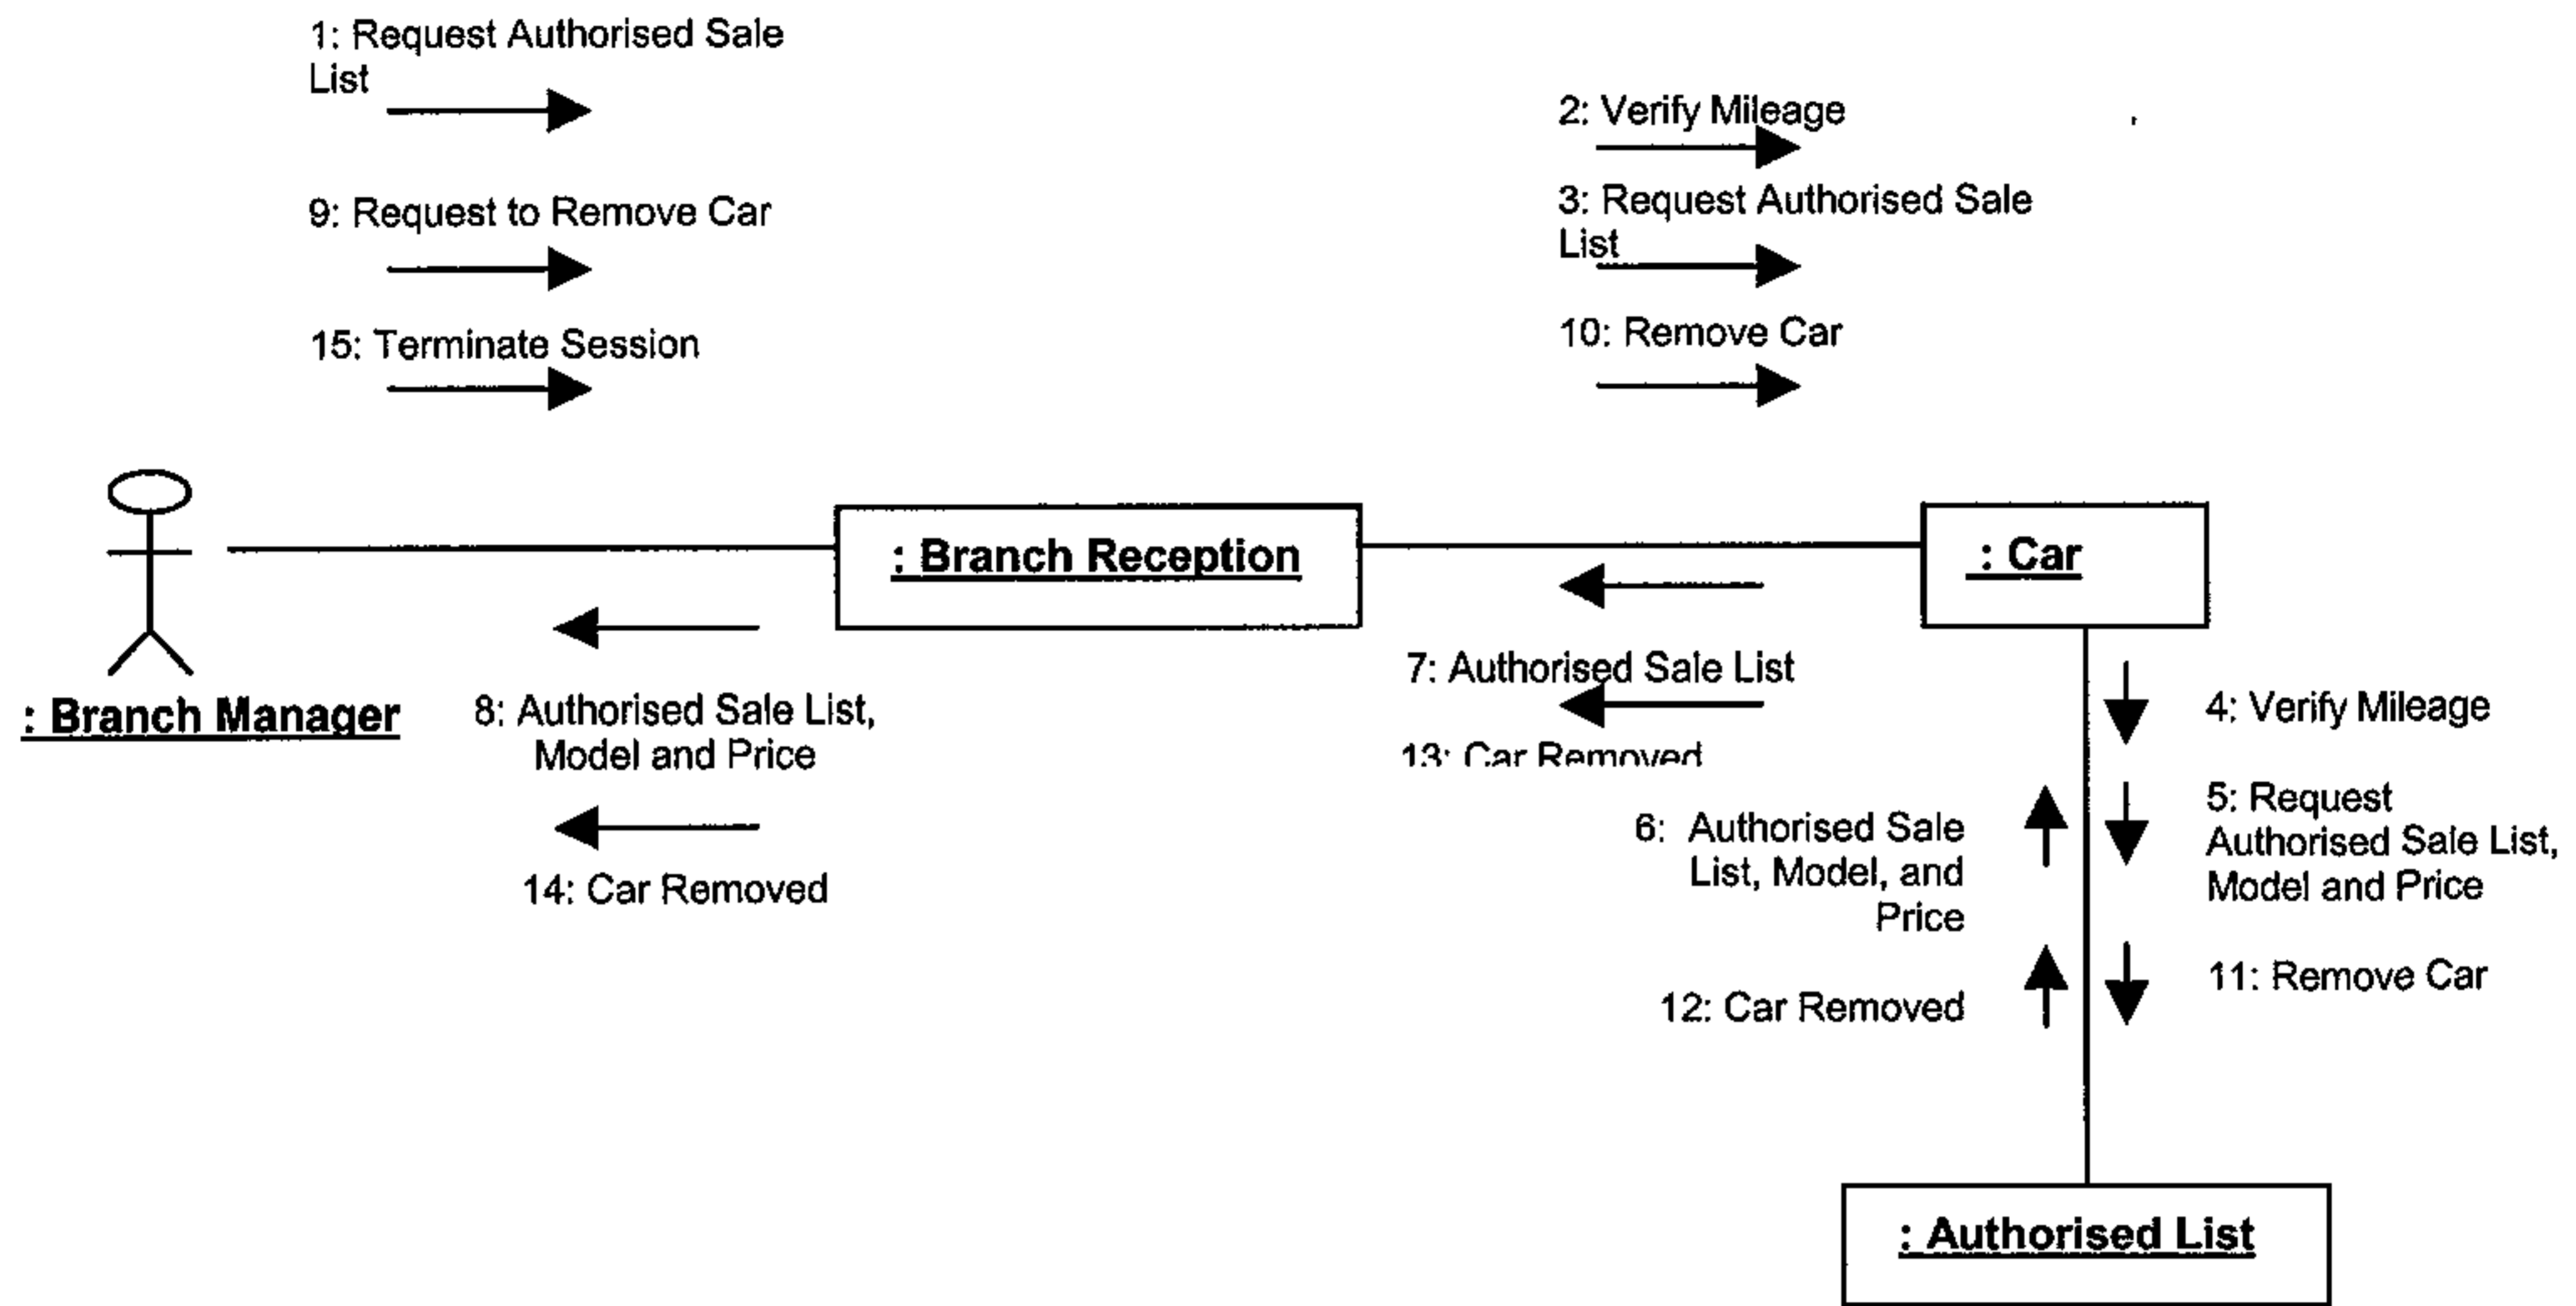 1: Request Authorised Sale
List
9: Request to Remove Car
15: Terminate Session
2: Verify Mileage
3: Request Authorised Sale
List
10: Remove Car
: Branch Manager
: Branch Reception
: Car
8: Authorised Sale List,
Model and Price
14: Car Removed
7: Authorised Sale List
13: Car Removed
4: Verify Mileage
5: Request
Authorised Sale List,
Model and Price
6: Authorised Sale
List, Model, and
Price
11: Remove Car
12: Car Removed
: Authorised List